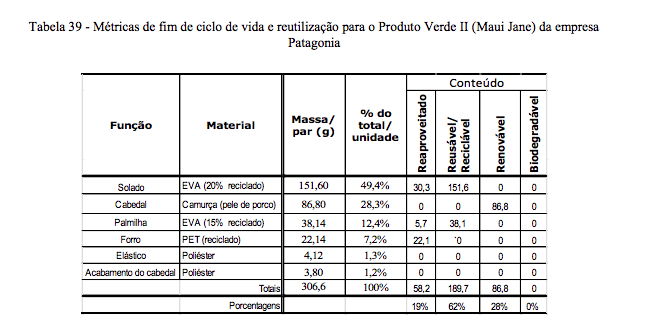 Tabela 39 - Métricas de fim de ciclo de vida e reutilização para o Produto Verde II (Maui Jane) da empresa
Patagonia
Conteúdo
Função Material Massa/ par (g) % do total/ unidade Reaproveitado Reusável/ Reciclável Renovável Biodegradável
Solado EVA (20% reciclado) 151,60 49,4% 30,3 151,6 0 0
Cabedal Camurça (pele de porco) 86,80 28,3% 0 0 86,8 0
Palmilha EVA (15% reciclado) 38,14 12,4% 5,7 38,1 0 0
Forro PET (reciclado) 22,14 7,2% 22,1 0 0 0
Elástico Poliéster 4,12 1,3% 0 0 0 0
Acabamento do cabedal Poliéster 3,80 1,2% 0 0 0 0
Totais 306,6 100% 58,2 189,7 86,8 0
Porcentagens 19% 62% 28% 0%